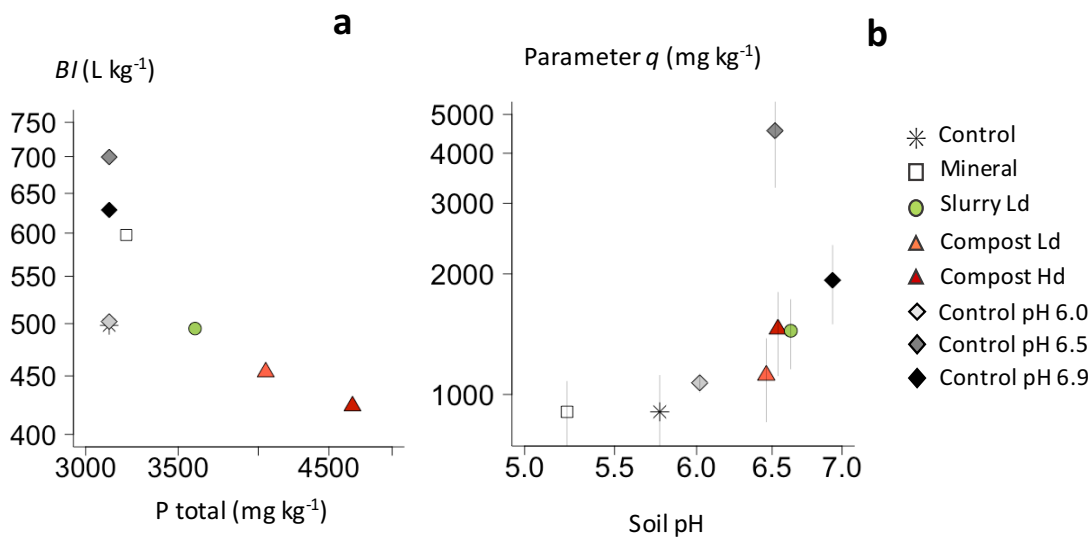 a
BI (L kg-1)
750
700
650
600
550
500
450
400
3000 3500 4500
P total (mg kg-1)
b
Parameter q (mg kg-1)
5000
4000
3000
2000
1000
5.0 5.5 6.0 6.5 7.0
Soil pH
Control
Mineral
Slurry Ld
Compost Ld
Compost Hd
Control pH 6.0
Control pH 6.5
Control pH 6.9